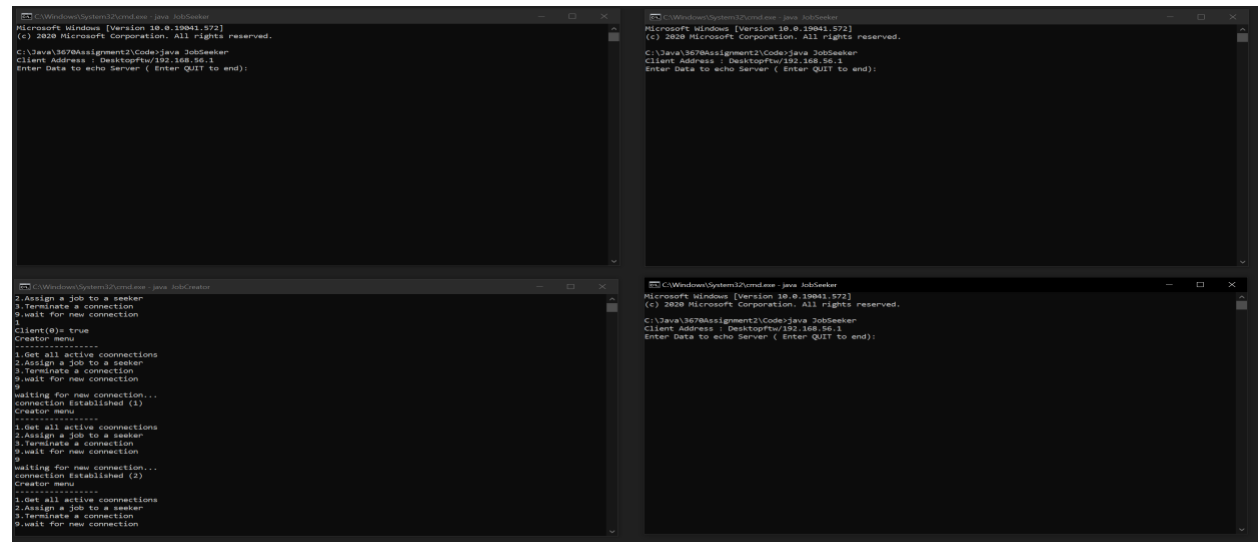 C:\Windows\System32\cmd.exe - java JobSeeker
Microsoft Windows [Version 10.0.19041.572]
(c) 2020 Microsoft Corporation. All rights reserved.
C:\Java\3670Assignment2\Code>java JobSeeker
Client Address : Desktopftw/192.168.56.1
Enter Data to echo Server ( Enter QUIT to end):
C:\Windows\System32\cmd.exe - java JobSeeker
Microsoft Windows [Version 10.0.19041.572]
(c) 2020 Microsoft Corporation. All rights reserved.
C:\Java\3670Assignment2\Code>java JobSeeker
Client Address : Desktopftw/192.168.56.1
Enter Data to echo Server ( Enter QUIT to end):
C:\Windows\System32\cmd.exe - java JobCreator
2.Assign a job to a seeker
3.Terminate a connection
9.wait for new connection
1
Client(0)= true
Creator menu
-----------------
1.Get all active coonnections
2.Assign a job to a seeker
3.Terminate a connection
9.wait for new connection
9
waiting for new connection...
connection Established (1)
Creator menu
-----------------
1.Get all active coonnections
2.Assign a job to a seeker
3.Terminate a connection
9.wait for new connection
9
waiting for new connection...
connection Established (2)
Creator menu
-----------------
1.Get all active coonnections
2.Assign a job to a seeker
3.Terminate a connection
9.wait for new connection
C:\Windows\System32\cmd.exe - java JobSeeker
Microsoft Windows [Version 10.0.19041.572]
(c) 2020 Microsoft Corporation. All rights reserved.
C:\Java\3670Assignment2\Code>java JobSeeker
Client Address : Desktopftw/192.168.56.1
Enter Data to echo Server ( Enter QUIT to end):